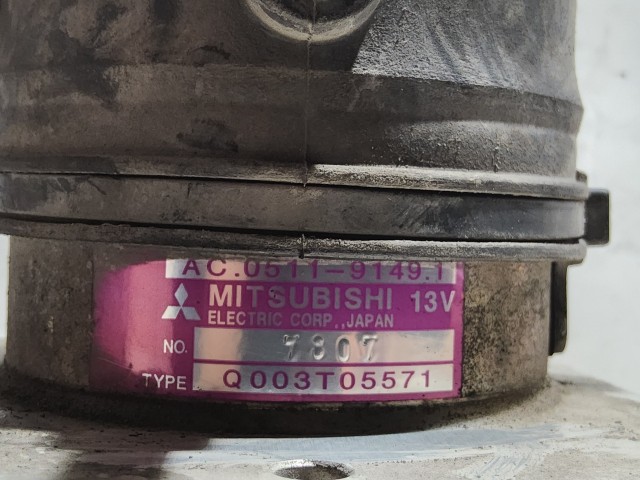 AC.0511-9149.1
MITSUBISHI 13V
ELECTRIC CORP., JAPAN
NO. 7807
TYPE Q003T05571